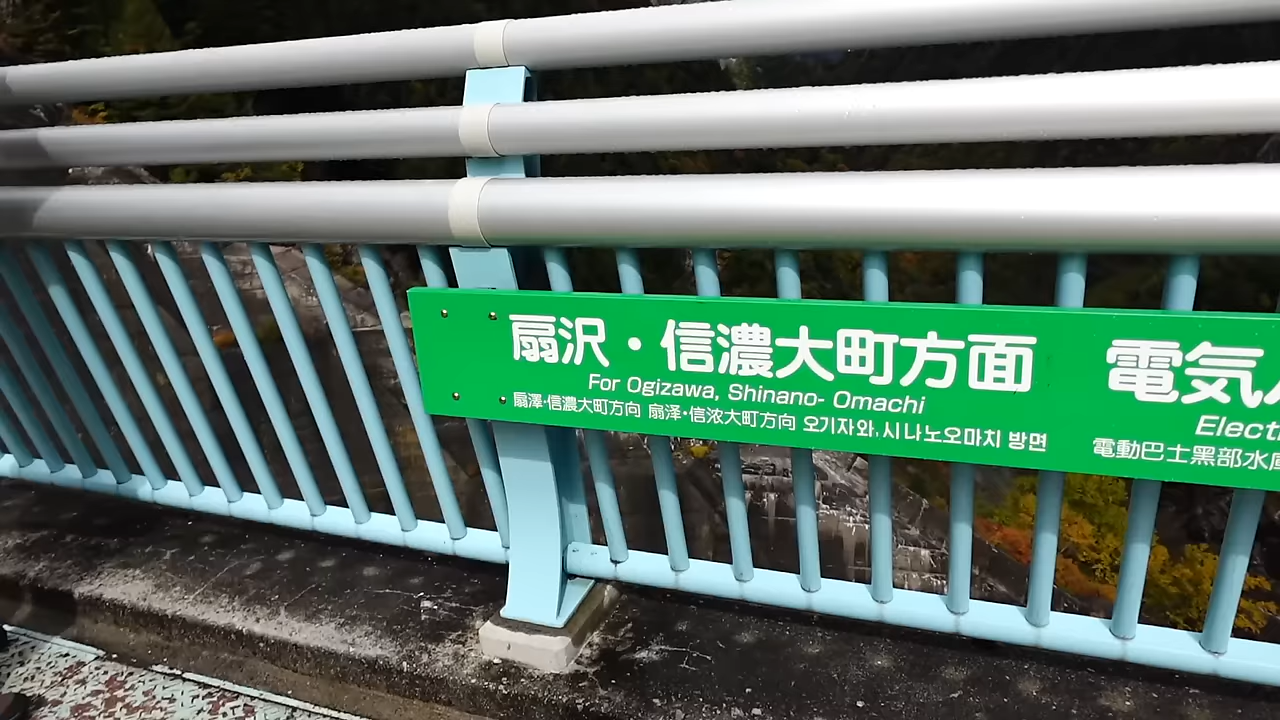 扇沢・信濃大町方面
For Ogizawa, Shinano- Omachi
扇澤·信濃大町方向 扇泽·信浓大町方向 오기자와,시나노오마치 방면
電気
Elect
電動巴士黑部水庫